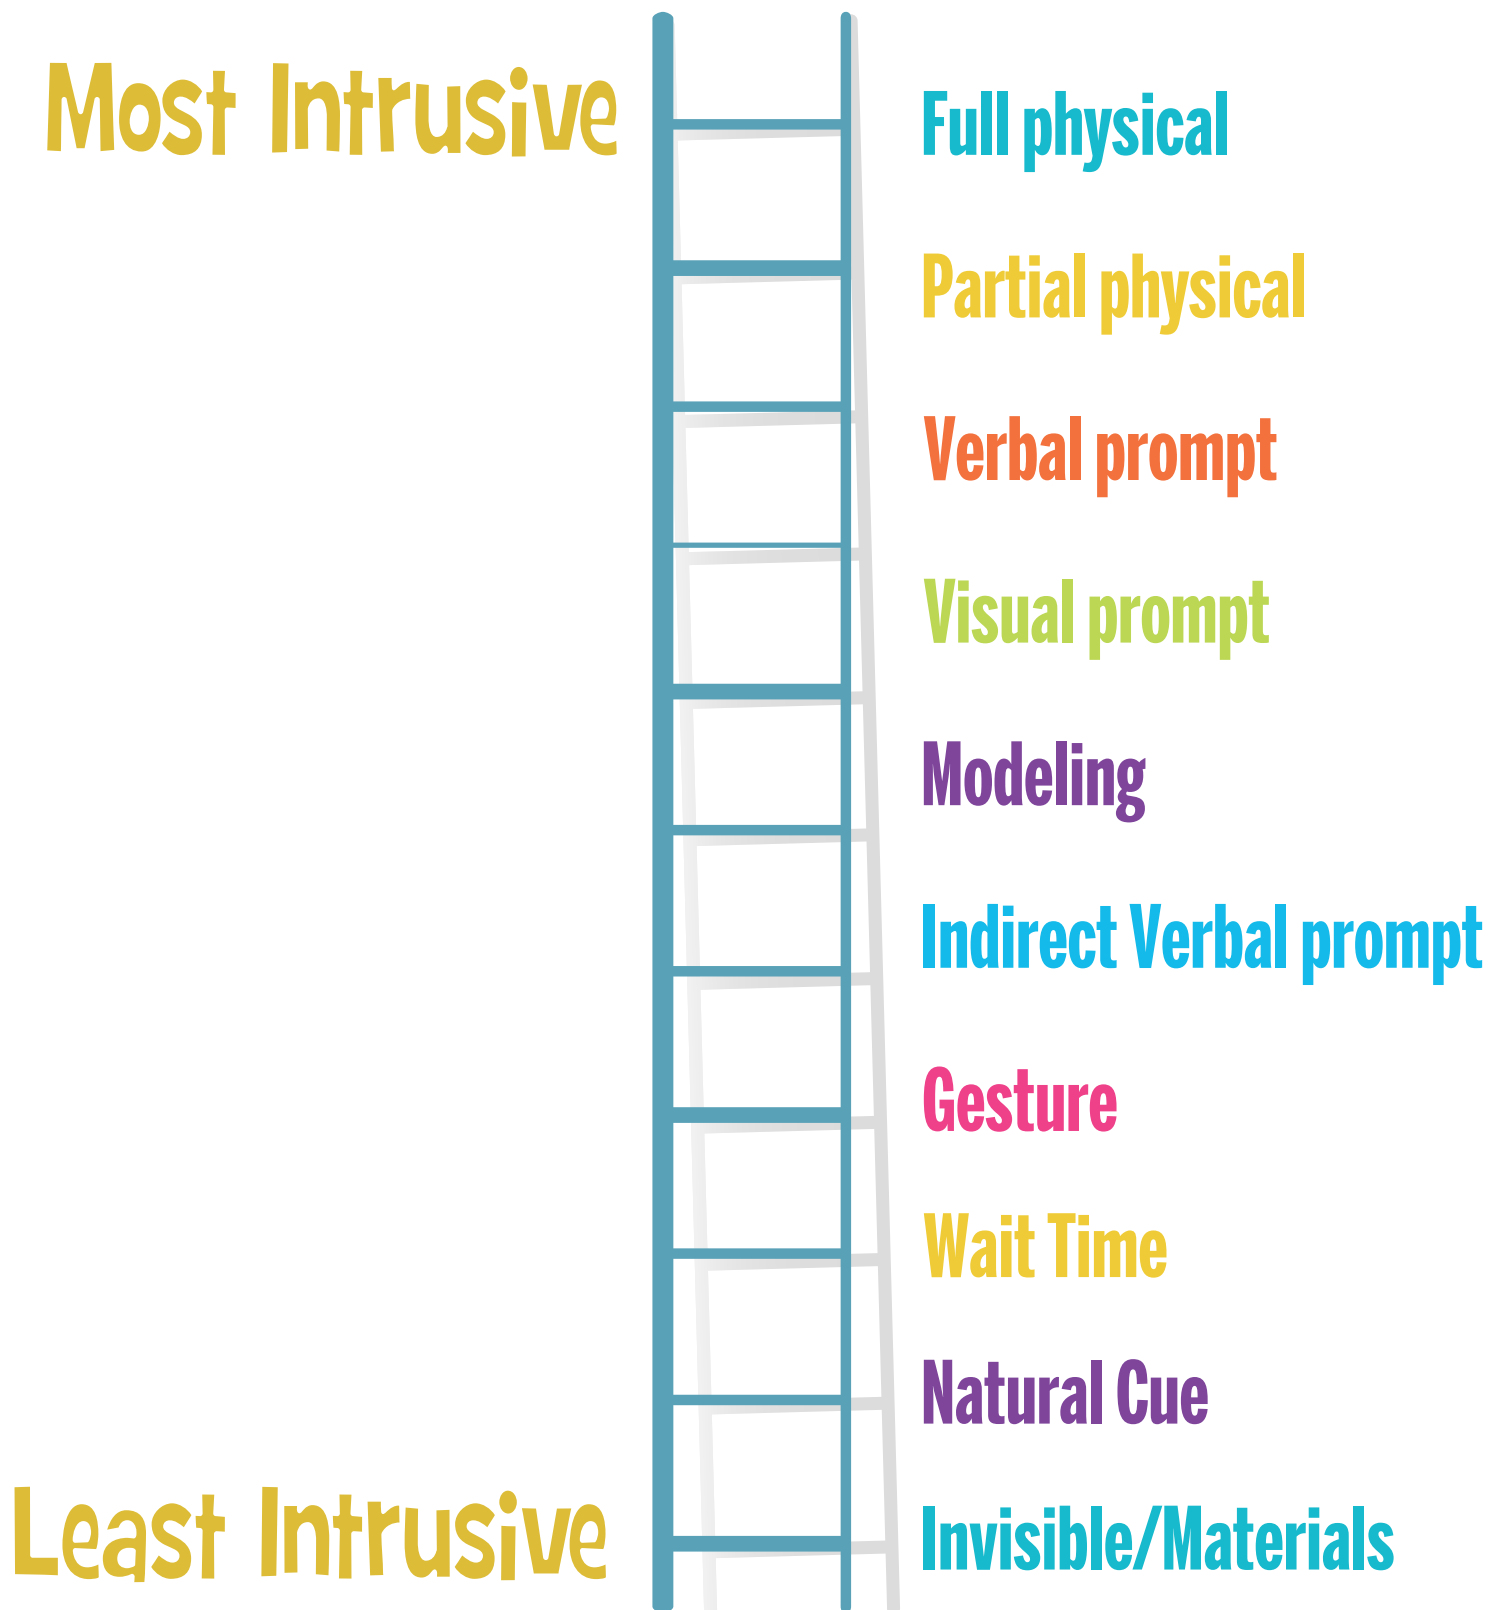 Most Intrusive
Full physical
Partial physical
Verbal prompt
Visual prompt
Modeling
Indirect Verbal prompt
Gesture
Wait Time
Natural Cue
Least Intrusive
Invisible/Materials